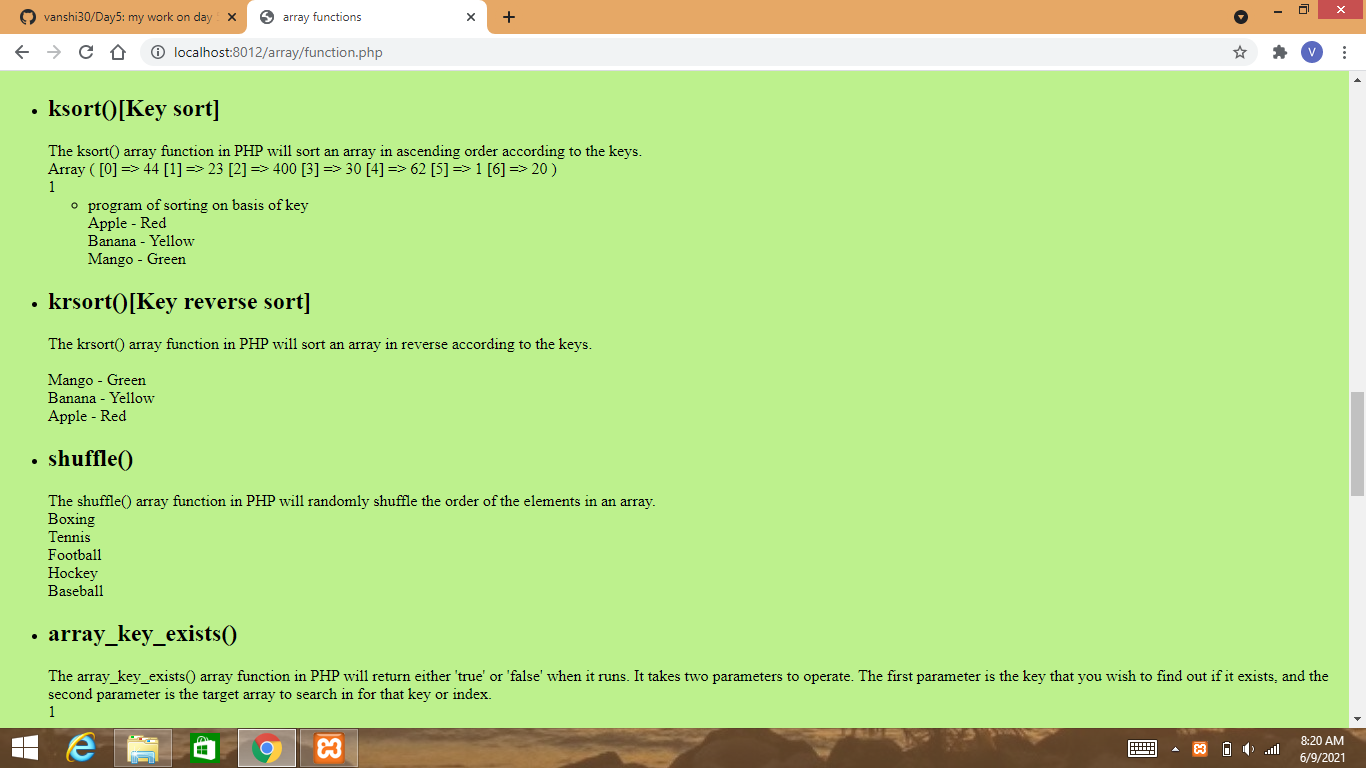 vanshi30/Day5: my work on day
array functions
localhost:8012/array/function.php
V
ksort()[Key sort]
The ksort() array function in PHP will sort an array in ascending order according to the keys.
Array ( [0] => 44 [1] => 23 [2] => 400 [3] => 30 [4] => 62 [5] => 1 [6] => 20 )
1
program of sorting on basis of key
Apple - Red
Banana - Yellow
Mango - Green
krsort()[Key reverse sort]
The krsort() array function in PHP will sort an array in reverse according to the keys.
Mango - Green
Banana - Yellow
Apple - Red
shuffle()
The shuffle() array function in PHP will randomly shuffle the order of the elements in an array.
Boxing
Tennis
Football
Hockey
Baseball
array_key_exists()
The array_key_exists() array function in PHP will return either 'true' or 'false' when it runs. It takes two parameters to operate. The first parameter is the key that you wish to find out if it exists, and the
second parameter is the target array to search in for that key or index.
1
8:20 AM
6/9/2021